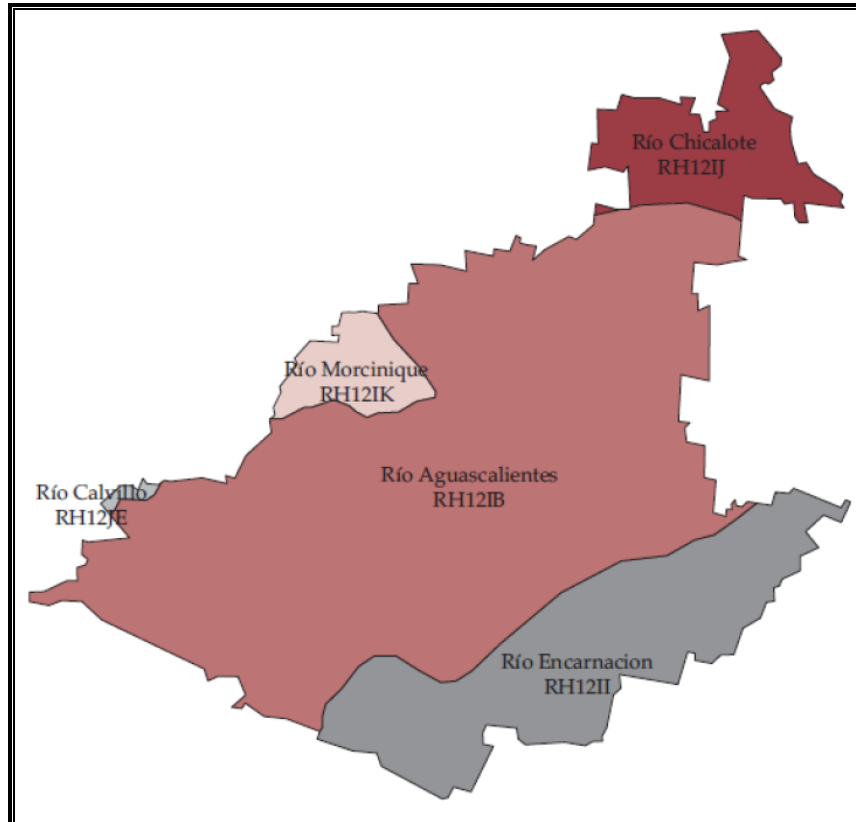 Río Chicalote
RH12IJ
Río Morcinique
RH12IK
Río Aguascalientes
RH12IB
Río Calvillo
RH12JE
Río Encarnacion
RH12II